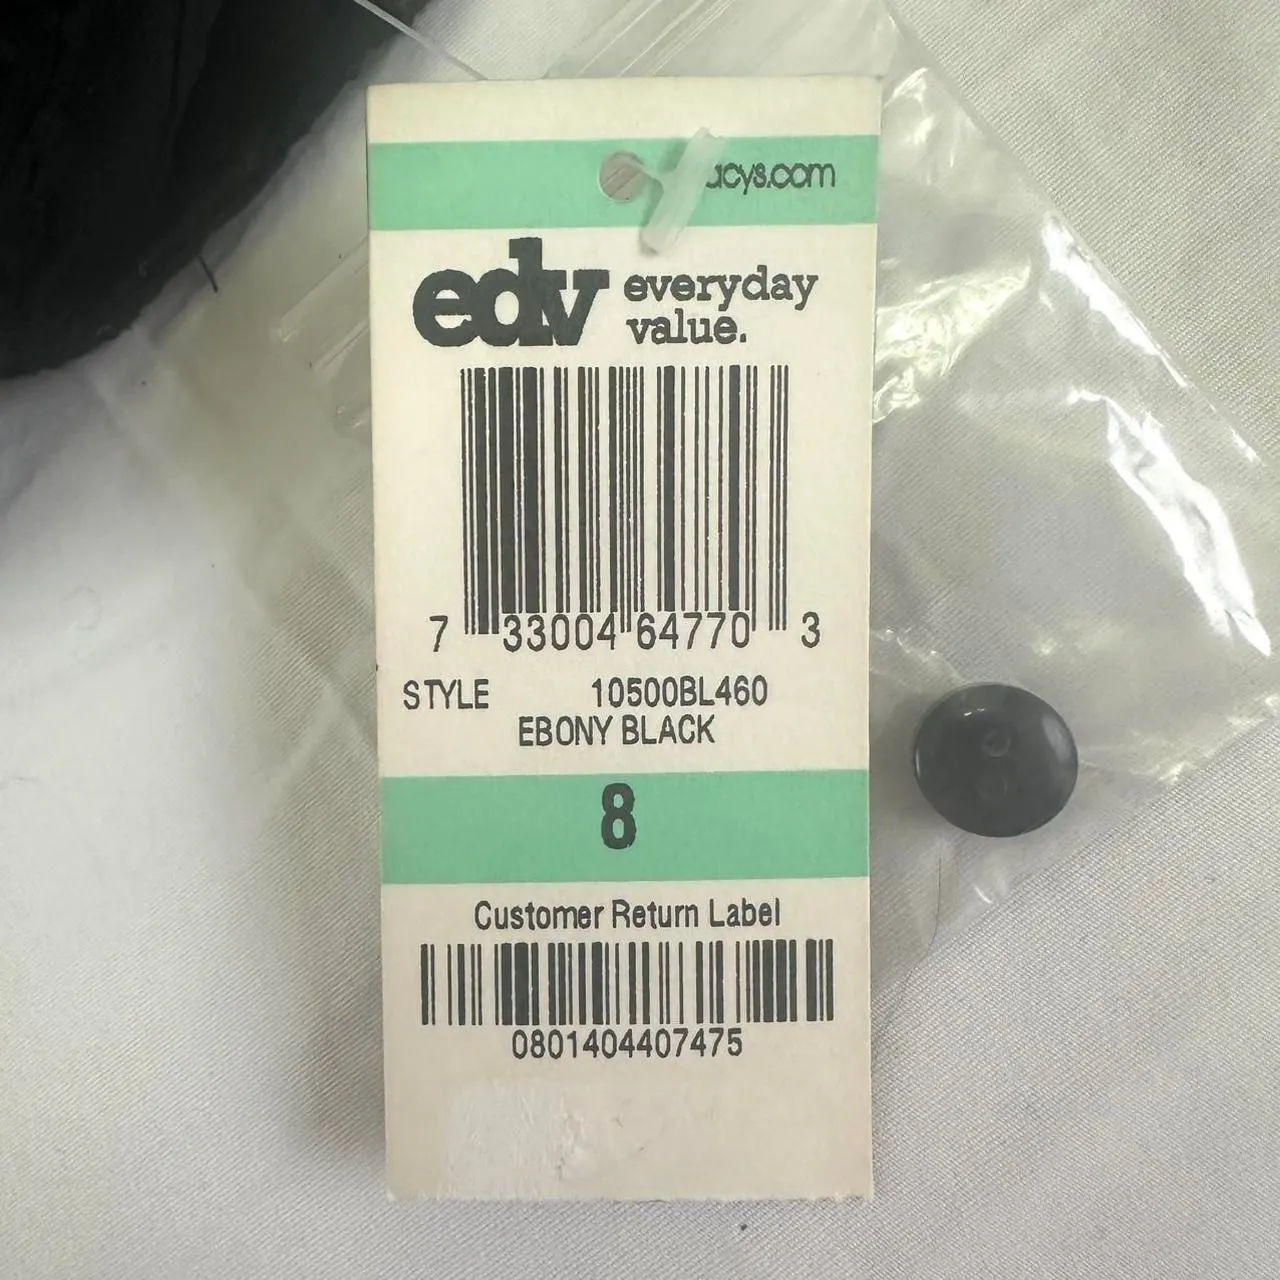 acys.com
edv everyday
value.
7 33004 64770 3
STYLE 10500BL460
EBONY BLACK
8
Customer Return Label
0801404407475